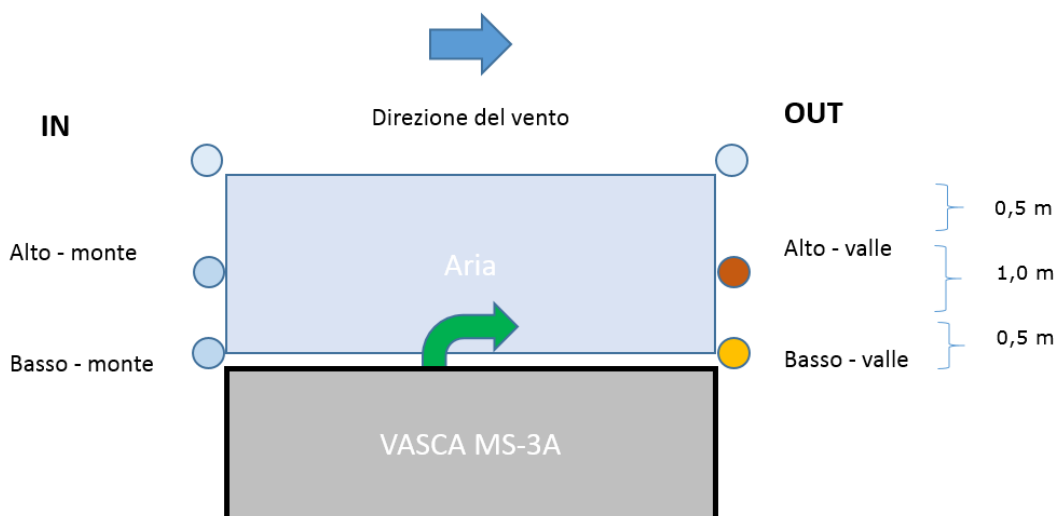 Direzione del vento
IN
OUT
0,5 m
Alto - monte
Aria
Alto - valle
1,0 m
Basso - monte
Basso - valle
0,5 m
VASCA MS-3A